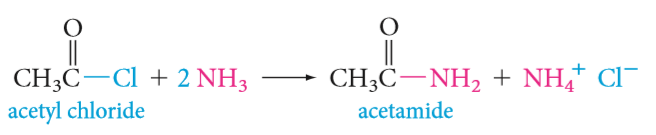 O O
CH₃C—Cl + 2 NH₃ ⟶ CH₃C—NH₂ + NH₄⁺ Cl⁻
acetyl chloride acetamide